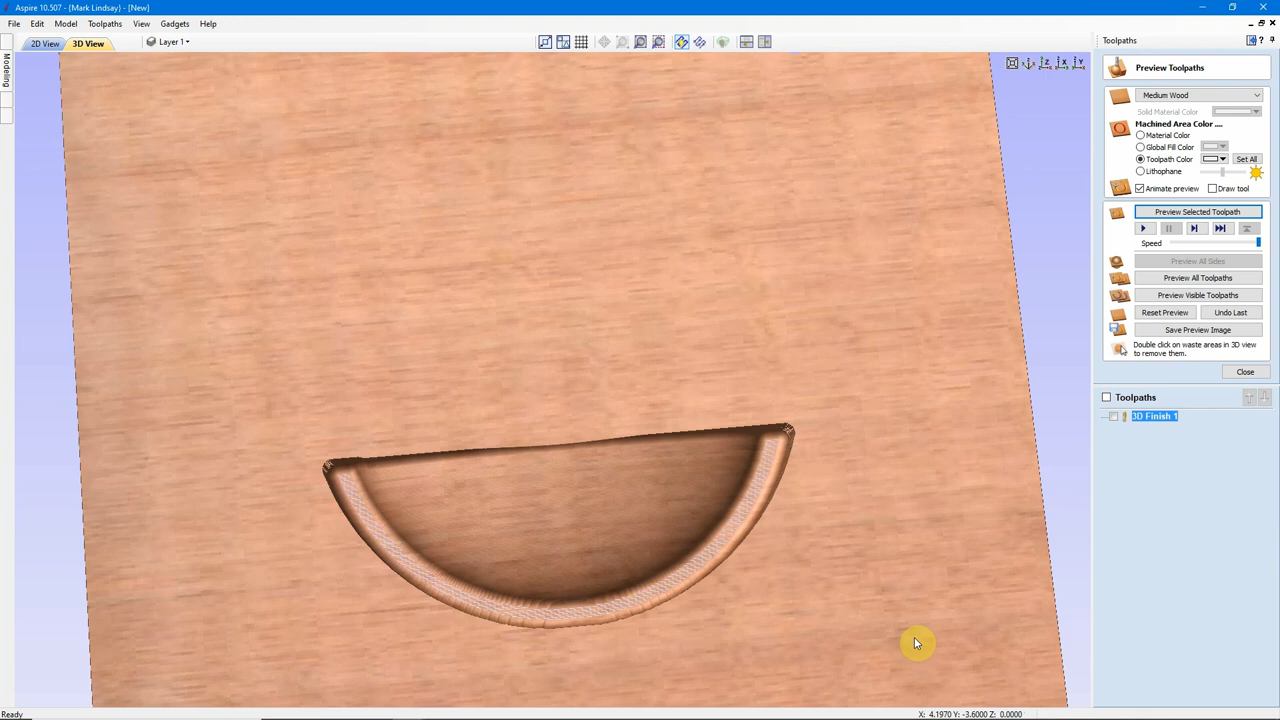 Aspire 10.507 - {Mark Lindsay} - [New]
File Edit Model Toolpaths View Gadgets Help
2D View 3D View Layer 1
Modeling
Toolpaths
Preview Toolpaths
Medium Wood
Solid Material Color
Machined Area Color ....
Material Color
Global Fill Color
Toolpath Color Set All
Lithophane
Animate preview Draw tool
Preview Selected Toolpath
Speed
Preview All Sides
Preview All Toolpaths
Preview Visible Toolpaths
Reset Preview Undo Last
Save Preview Image
Double click on waste areas in 3D view
to remove them.
Close
Toolpaths
3D Finish 1
Ready X: 4.1970 Y: -3.6000 Z: 0.0000